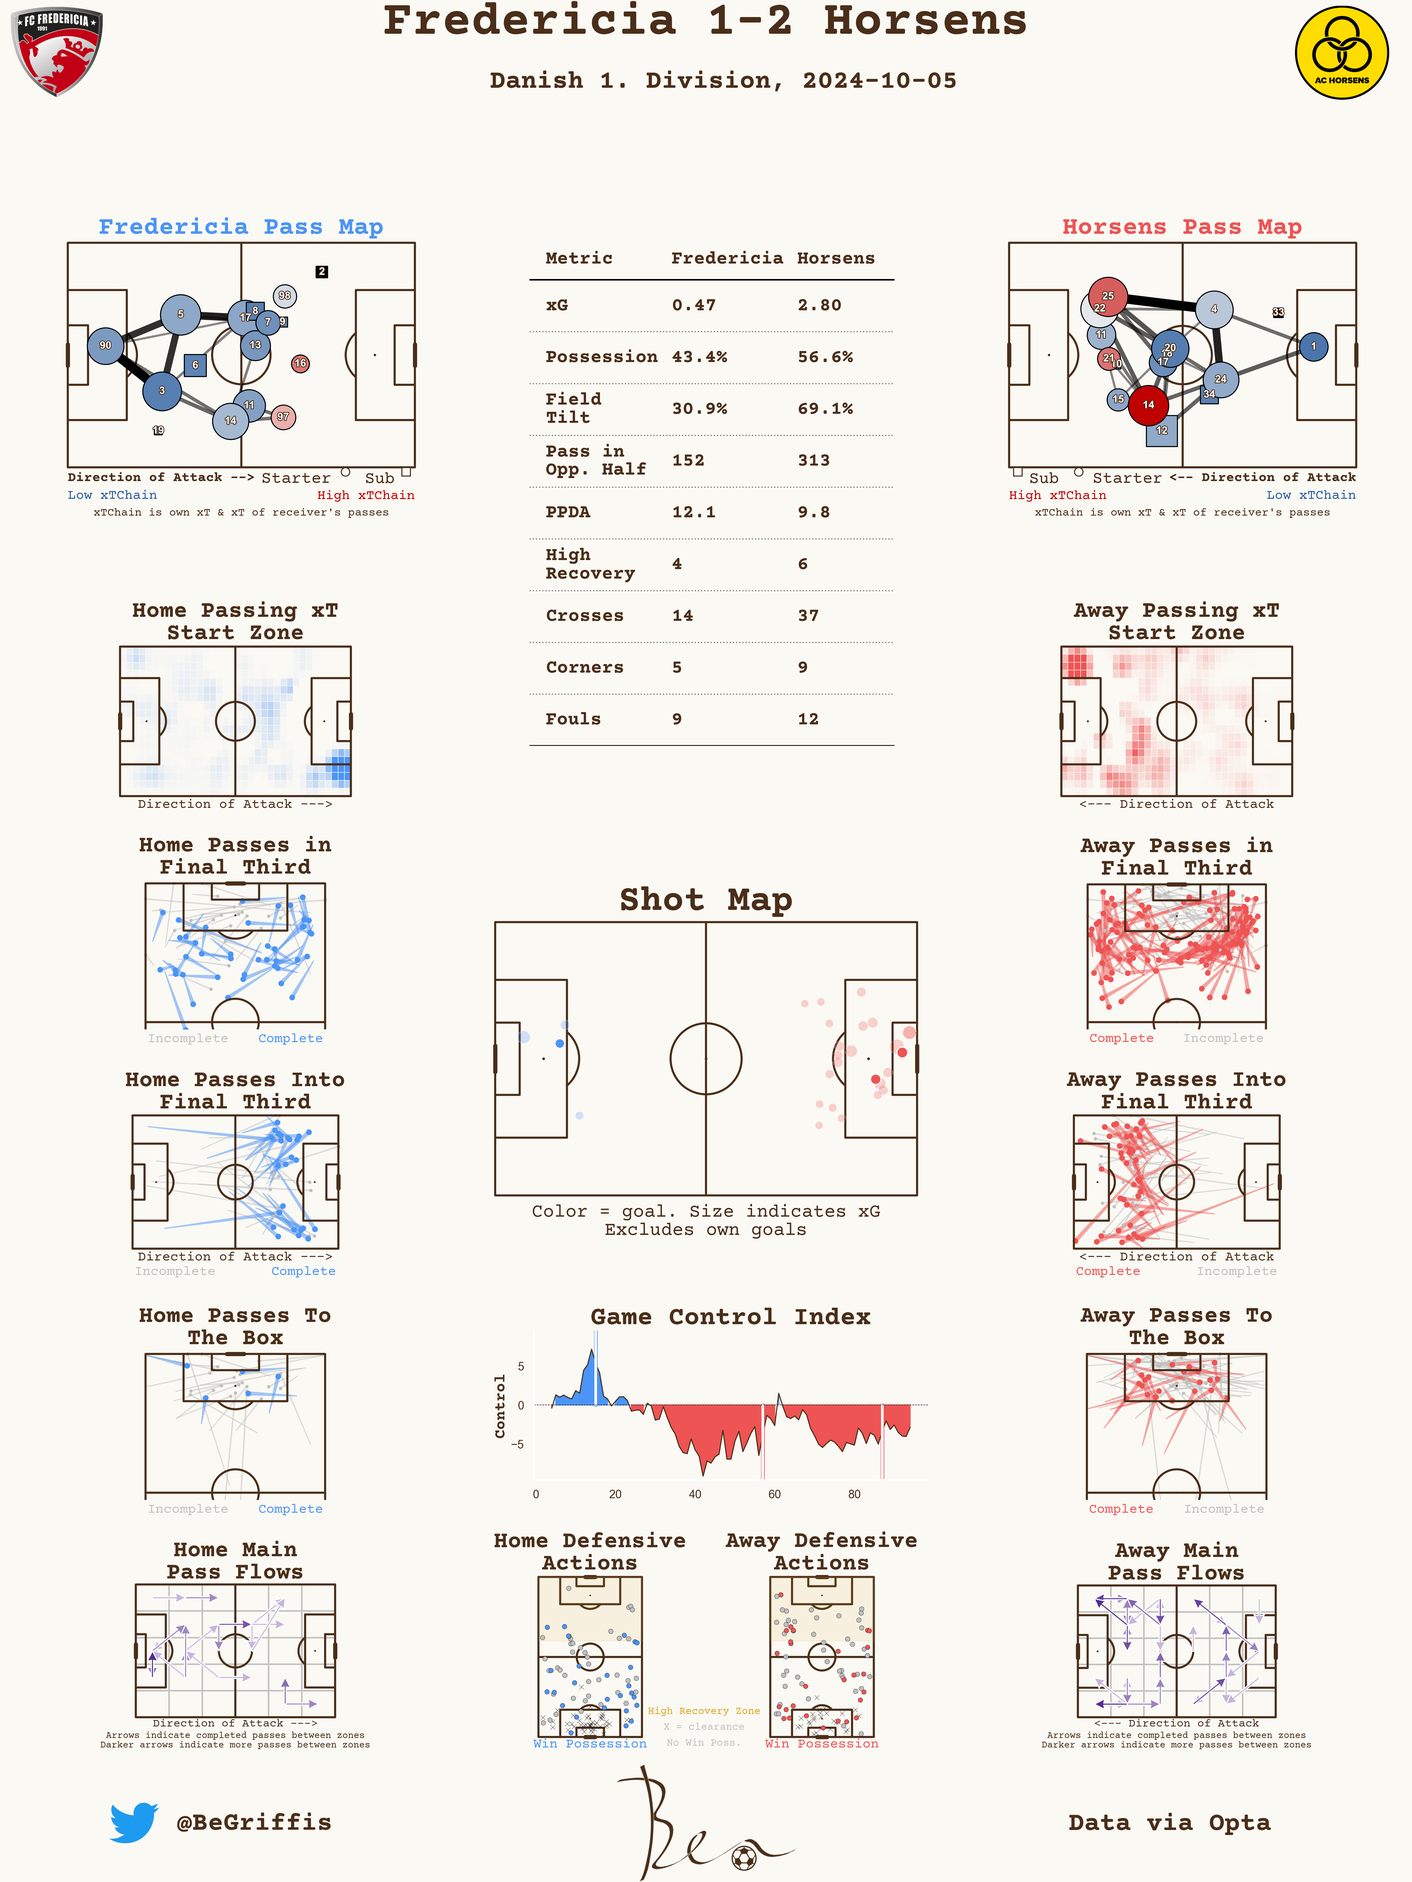 Fredericia 1-2 Horsens
Danish 1. Division, 2024-10-05
FC FREDERICIA
1991
AC HORSENS
Fredericia Pass Map
2
98
5
8
17
7
9
90
13
6
16
3
11
14
97
19
Direction of Attack --> Starter Sub
Low xTChain High xTChain
xTChain is own xT & xT of receiver's passes
Metric Fredericia Horsens
xG 0.47 2.80
Possession 43.4% 56.6%
Field
Tilt 30.9% 69.1%
Pass in
Opp. Half 152 313
PPDA 12.1 9.8
High
Recovery 4 6
Crosses 14 37
Corners 5 9
Fouls 9 12
Horsens Pass Map
25
22
4
33
11
20
1
21
10
17
24
15
34
14
12
Sub Starter <-- Direction of Attack
High xTChain Low xTChain
xTChain is own xT & xT of receiver's passes
Home Passing xT
Start Zone
Direction of Attack --->
Away Passing xT
Start Zone
<--- Direction of Attack
Home Passes in
Final Third
Incomplete Complete
Away Passes in
Final Third
Complete Incomplete
Shot Map
Color = goal. Size indicates xG
Excludes own goals
Home Passes Into
Final Third
Direction of Attack --->
Incomplete Complete
Away Passes Into
Final Third
<--- Direction of Attack
Complete Incomplete
Game Control Index
Control
5
0
−5
0 20 40 60 80
Home Passes To
The Box
Incomplete Complete
Away Passes To
The Box
Complete Incomplete
Home Main
Pass Flows
Direction of Attack --->
Arrows indicate completed passes between zones
Darker arrows indicate more passes between zones
Home Defensive
Actions
Win Possession
Away Defensive
Actions
Win Possession
High Recovery Zone
X = clearance
No Win Poss.
Away Main
Pass Flows
<--- Direction of Attack
Arrows indicate completed passes between zones
Darker arrows indicate more passes between zones
@BeGriffis
Ben
Data via Opta